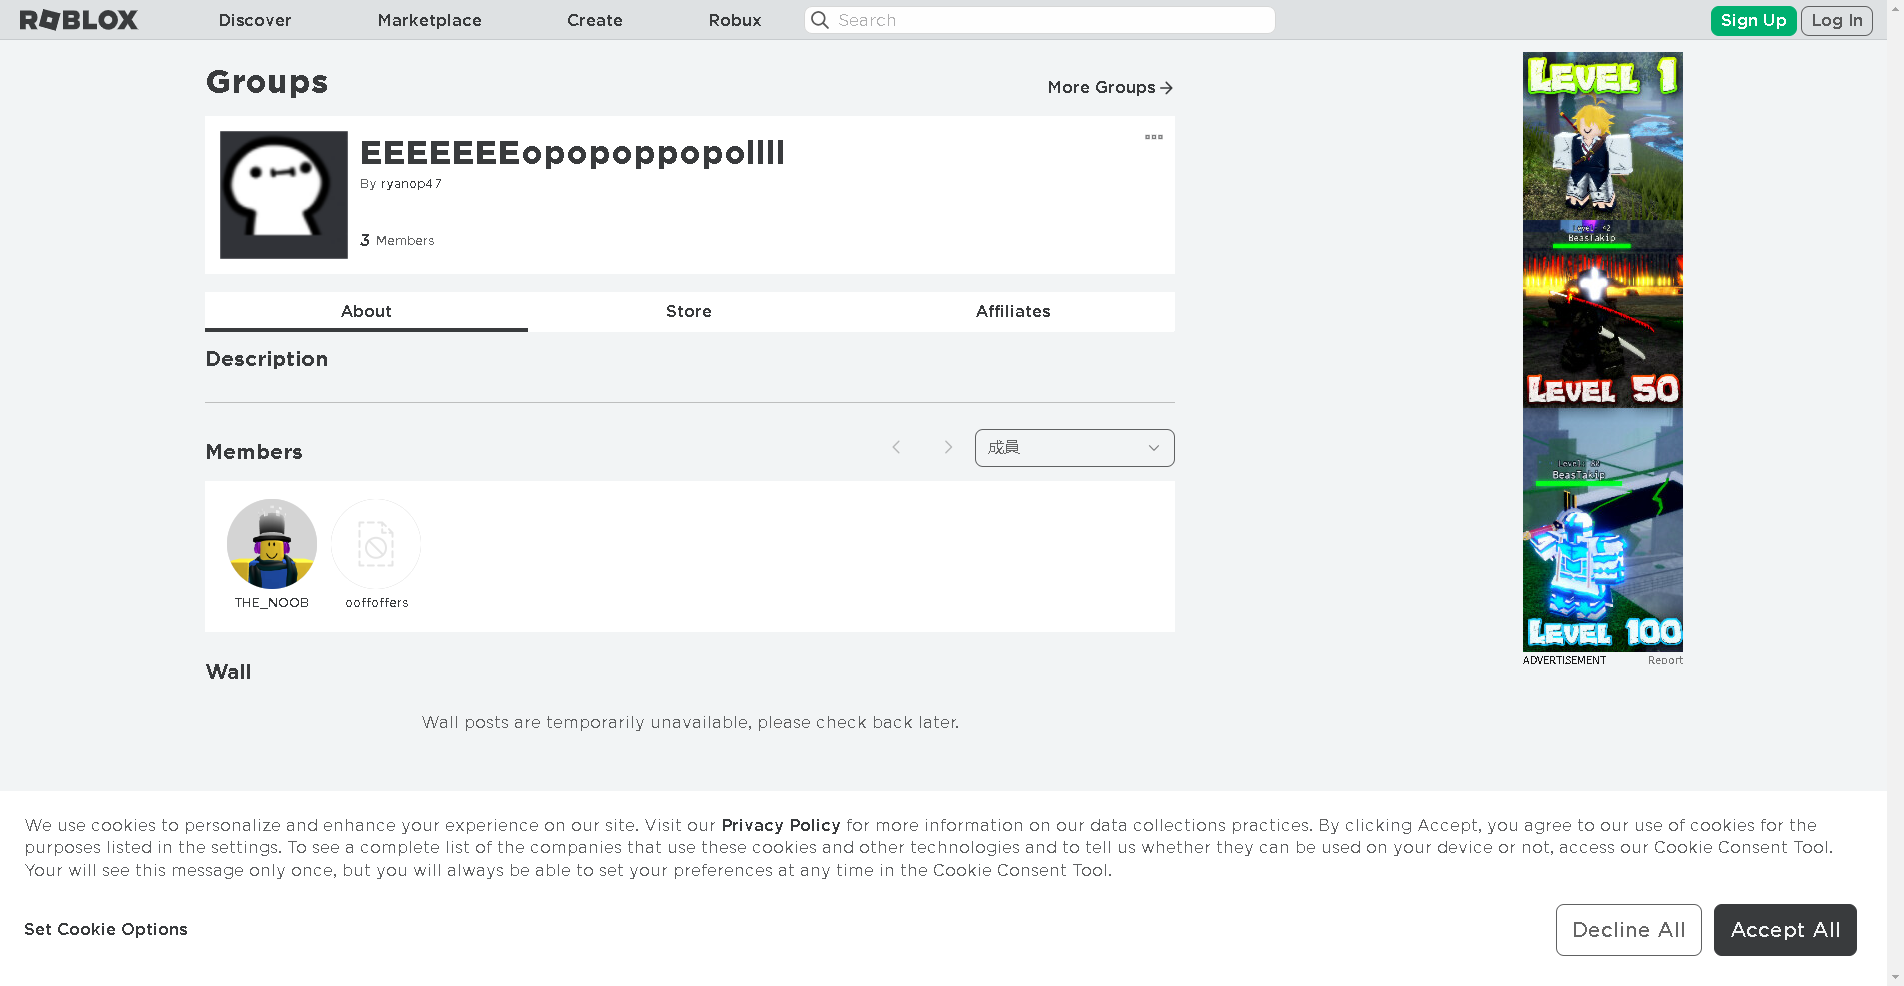 ROBLOX
Discover
Marketplace
Create
Robux
Search
Sign Up
Log In
Groups
More Groups
EEEEEEEopopoppopollll
By ryanop47
3 Members
About
Store
Affiliates
Description
Members
成員
THE_NOOB
ooffoffers
Wall
Wall posts are temporarily unavailable, please check back later.
LEVEL 1
Level 42
BeasTakip
LEVEL 50
BeasTakip
LEVEL 100
ADVERTISEMENT
Report
We use cookies to personalize and enhance your experience on our site. Visit our Privacy Policy for more information on our data collections practices. By clicking Accept, you agree to our use of cookies for the
purposes listed in the settings. To see a complete list of the companies that use these cookies and other technologies and to tell us whether they can be used on your device or not, access our Cookie Consent Tool.
Your will see this message only once, but you will always be able to set your preferences at any time in the Cookie Consent Tool.
Set Cookie Options
Decline All
Accept All